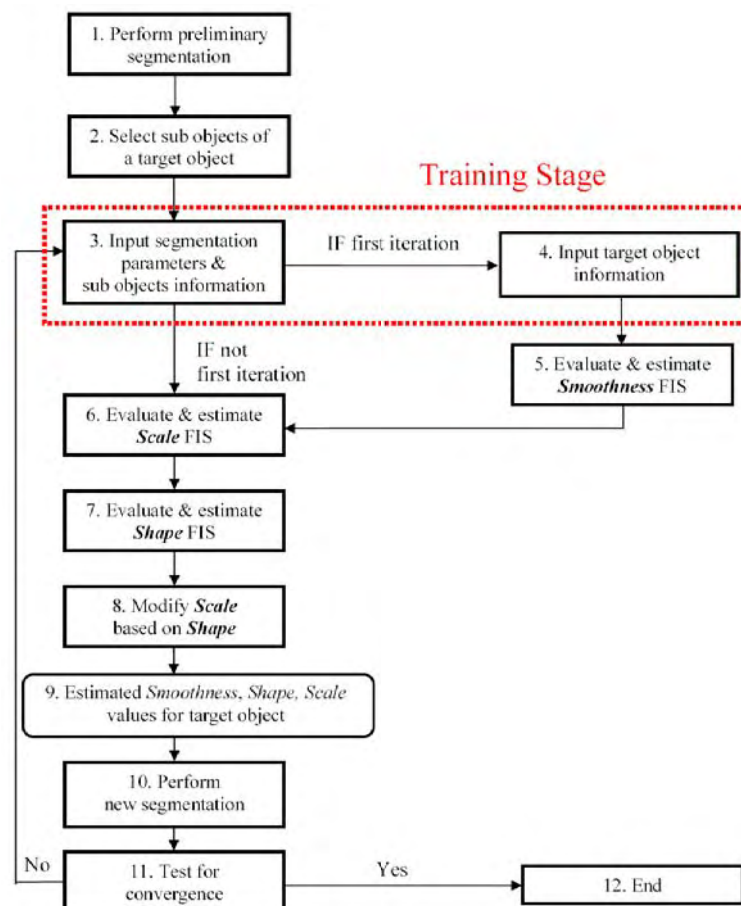 1. Perform preliminary
segmentation
2. Select sub objects of
a target object
Training Stage
3. Input segmentation
parameters &
sub objects information
IF first iteration
4. Input target object
information
IF not
first iteration
5. Evaluate & estimate
Smoothness FIS
6. Evaluate & estimate
Scale FIS
7. Evaluate & estimate
Shape FIS
8. Modify Scale
based on Shape
9. Estimated Smoothness, Shape, Scale
values for target object
10. Perform
new segmentation
No
11. Test for
convergence
Yes
12. End